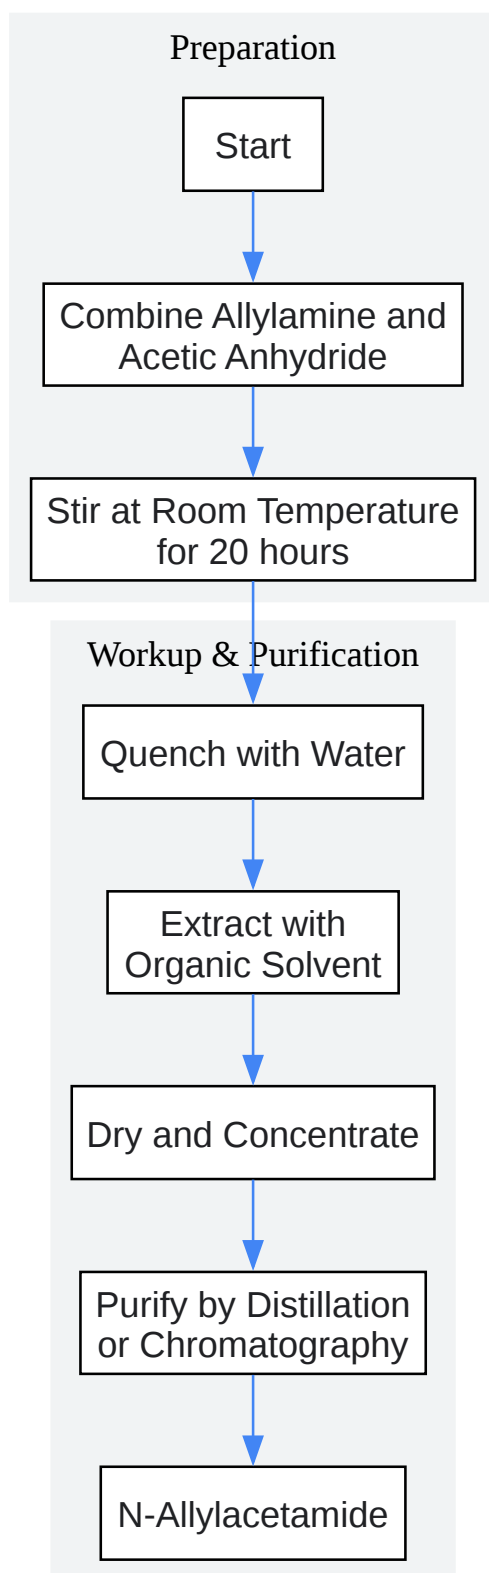 Preparation
Start
Combine Allylamine and
Acetic Anhydride
Stir at Room Temperature
for 20 hours
Workup & Purification
Quench with Water
Extract with
Organic Solvent
Dry and Concentrate
Purify by Distillation
or Chromatography
N-Allylacetamide